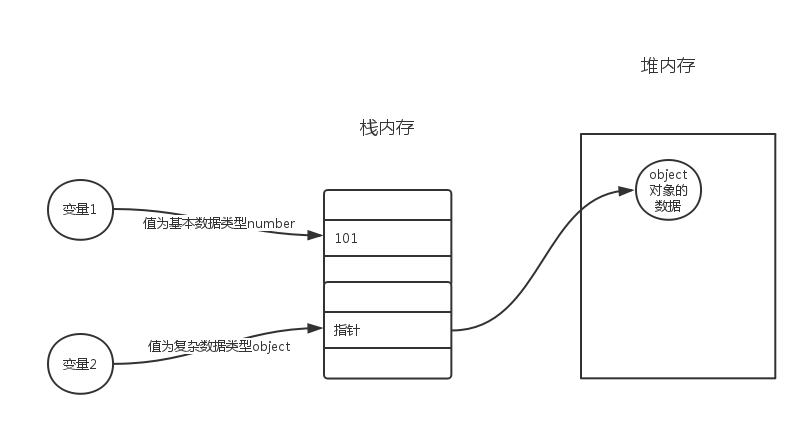 堆内存
栈内存
object
对象的
数据
变量1
值为基本数据类型number
101
指针
值为复杂数据类型object
变量2